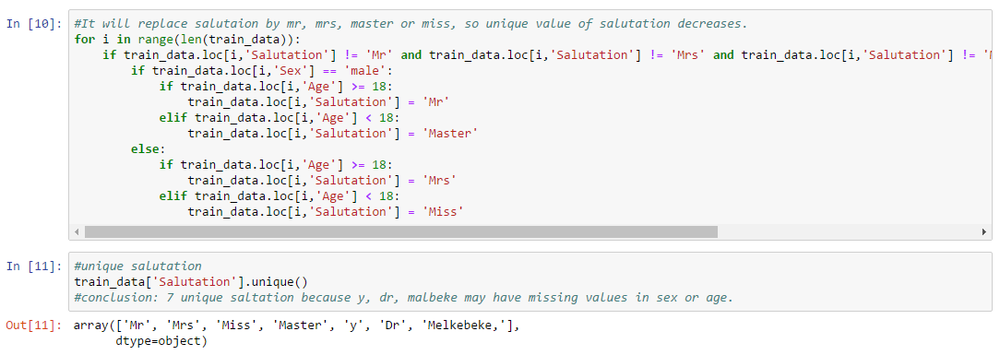 In [10]: #It will replace salutaion by mr, mrs, master or miss, so unique value of salutation decreases.
for i in range(len(train_data)):
    if train_data.loc[i,'Salutation'] != 'Mr' and train_data.loc[i,'Salutation'] != 'Mrs' and train_data.loc[i,'Salutation'] != '
        if train_data.loc[i,'Sex'] == 'male':
            if train_data.loc[i,'Age'] >= 18:
                train_data.loc[i,'Salutation'] = 'Mr'
            elif train_data.loc[i,'Age'] < 18:
                train_data.loc[i,'Salutation'] = 'Master'
        else:
            if train_data.loc[i,'Age'] >= 18:
                train_data.loc[i,'Salutation'] = 'Mrs'
            elif train_data.loc[i,'Age'] < 18:
                train_data.loc[i,'Salutation'] = 'Miss'
In [11]: #unique salutation
train_data['Salutation'].unique()
#conclusion: 7 unique saltation because y, dr, malbeke may have missing values in sex or age.
Out[11]: array(['Mr', 'Mrs', 'Miss', 'Master', 'y', 'Dr', 'Melkebeke,'],
      dtype=object)